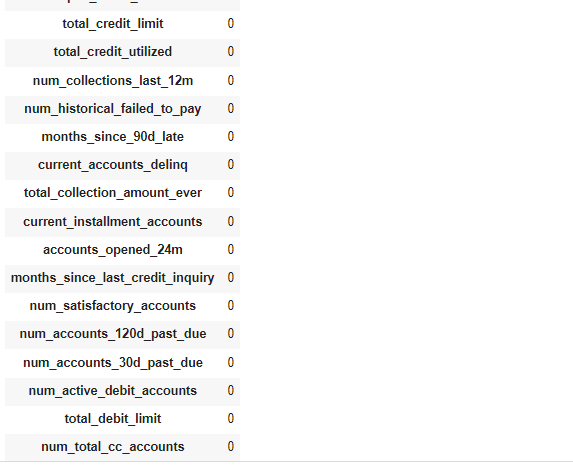 total_credit_limit 0
total_credit_utilized 0
num_collections_last_12m 0
num_historical_failed_to_pay 0
months_since_90d_late 0
current_accounts_delinq 0
total_collection_amount_ever 0
current_installment_accounts 0
accounts_opened_24m 0
months_since_last_credit_inquiry 0
num_satisfactory_accounts 0
num_accounts_120d_past_due 0
num_accounts_30d_past_due 0
num_active_debit_accounts 0
total_debit_limit 0
num_total_cc_accounts 0